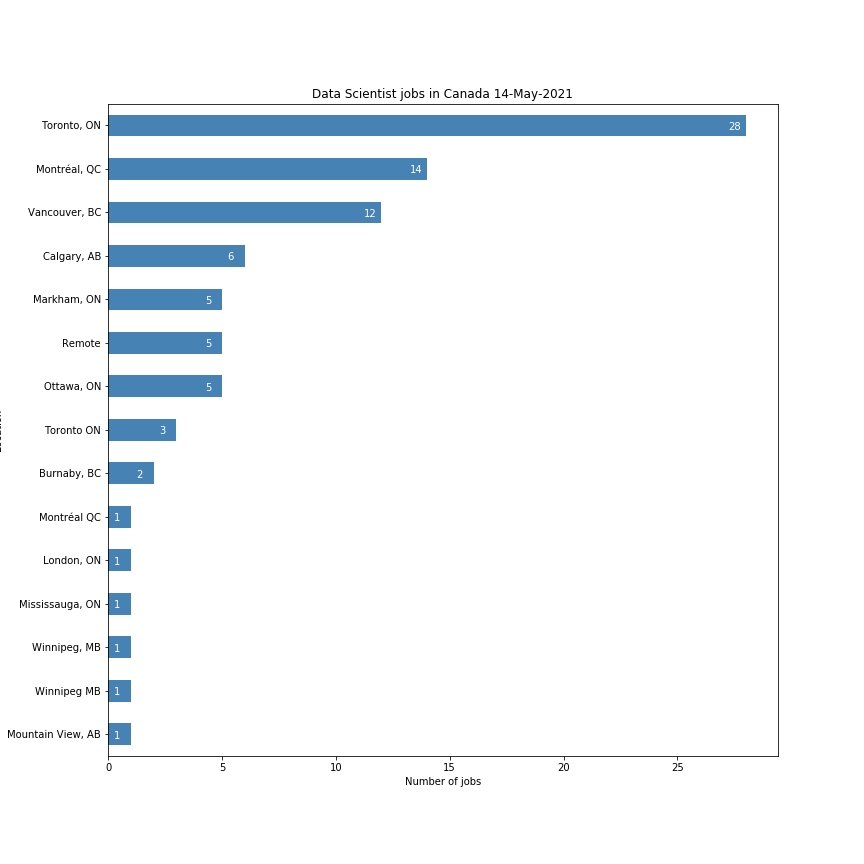 Data Scientist jobs in Canada 14-May-2021
Toronto, ON 28
Montréal, QC 14
Vancouver, BC 12
Calgary, AB 6
Markham, ON 5
Remote 5
Ottawa, ON 5
Toronto ON 3
Burnaby, BC 2
Montréal QC 1
London, ON 1
Mississauga, ON 1
Winnipeg, MB 1
Winnipeg MB 1
Mountain View, AB 1
0 5 10 15 20 25
Number of jobs